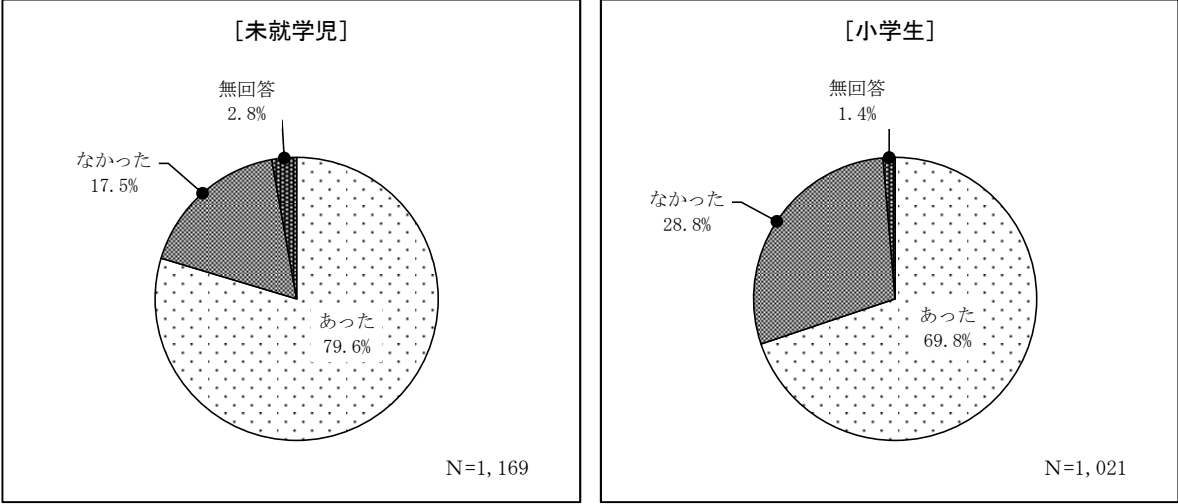 [未就学児]
無回答
2.8%
なかった
17.5%
あった
79.6%
N=1,169
[小学生]
無回答
1.4%
なかった
28.8%
あった
69.8%
N=1,021